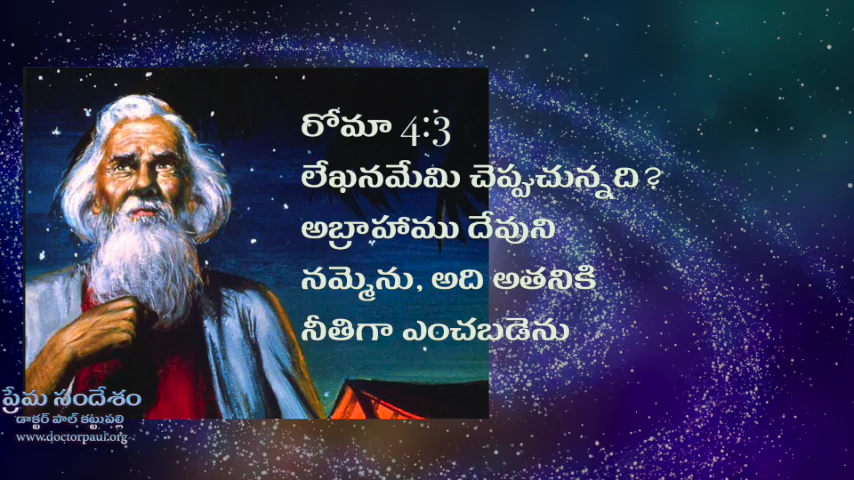 రోమా 4:3
లేఖనమేమి చెప్పుచున్నది?
అబ్రాహాము దేవుని
నమ్మెను, అది అతనికి
నీతిగా ఎంచబడెను
ప్రేమ సందేశం
డాక్టర్ పాల్ కట్టుపల్లి
www.doctorpaul.org